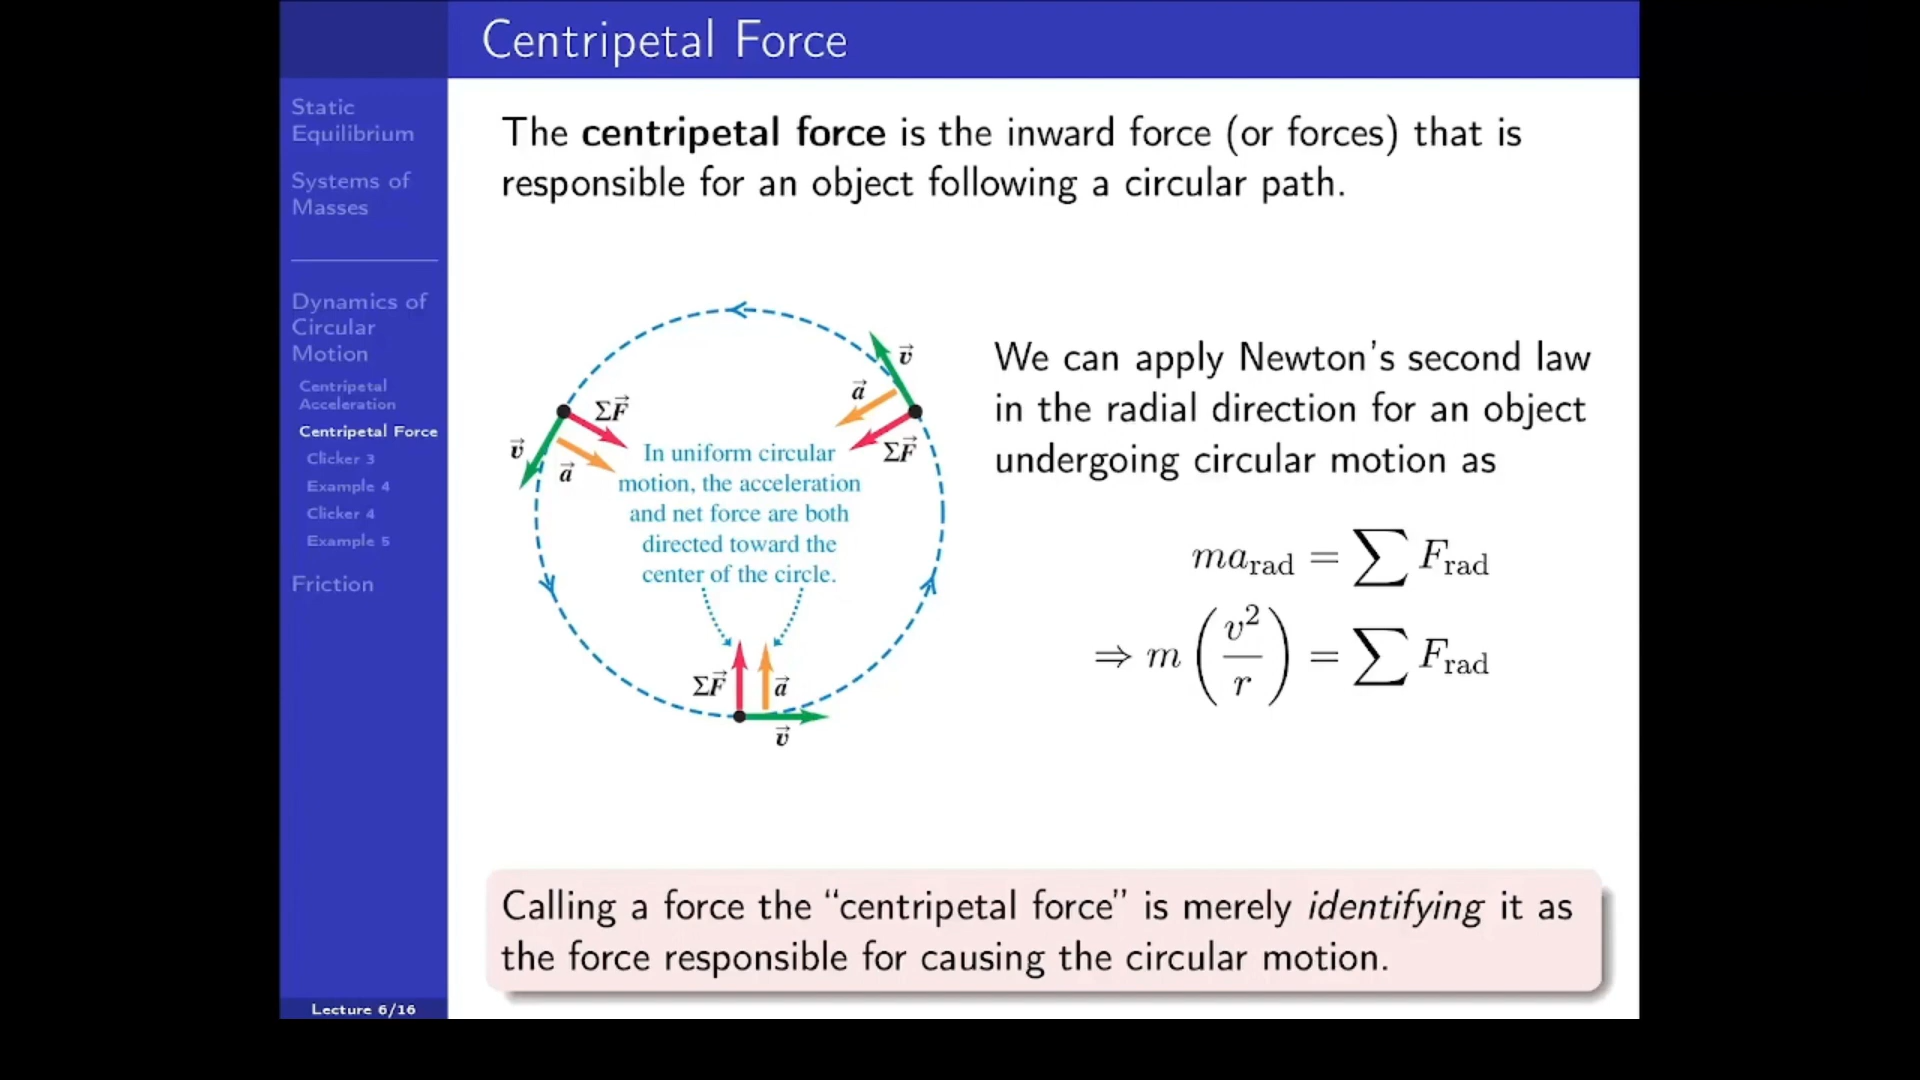 Centripetal Force
Static
Equilibrium
Systems of
Masses
Dynamics of
Circular
Motion
Centripetal
Acceleration
Centripetal Force
Clicker 3
Example 4
Clicker 4
Example 5
Friction
Lecture 6/16
The centripetal force is the inward force (or forces) that is
responsible for an object following a circular path.
v⃗
a⃗
ΣF⃗
ΣF⃗
v⃗
a⃗
In uniform circular
motion, the acceleration
and net force are both
directed toward the
center of the circle.
ΣF⃗ a⃗
v⃗
We can apply Newton's second law
in the radial direction for an object
undergoing circular motion as
ma_rad = ∑ F_rad
⇒ m (v²/r) = ∑ F_rad
Calling a force the “centripetal force” is merely identifying it as
the force responsible for causing the circular motion.